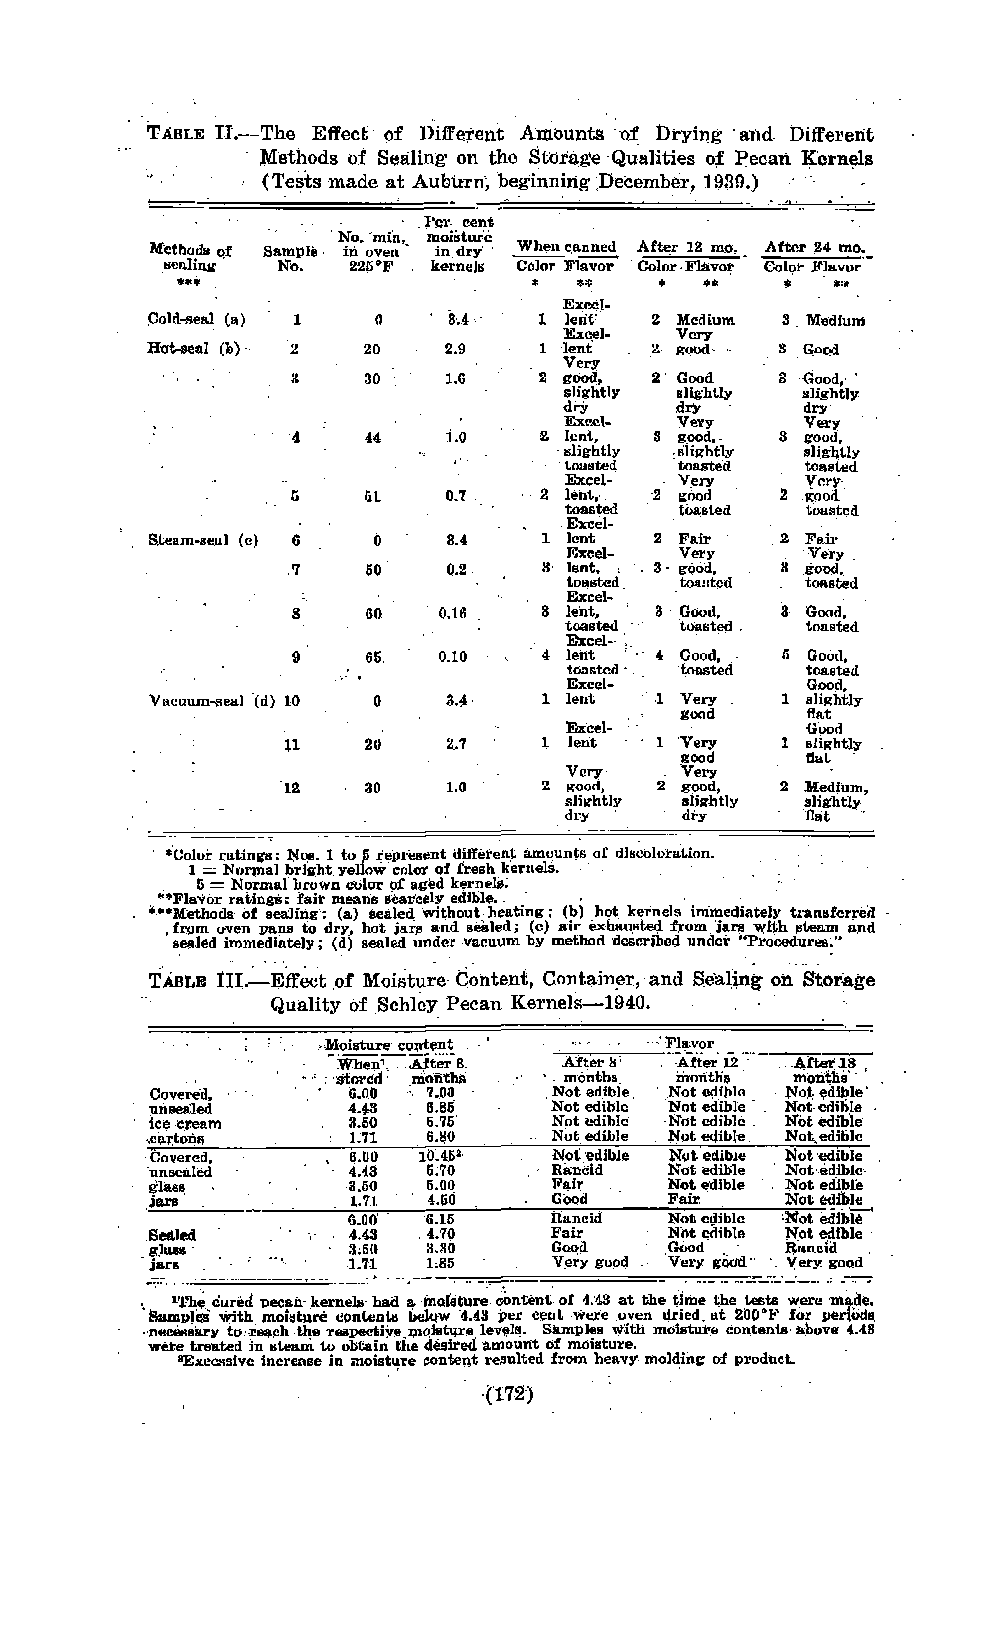 TABLE II.—The Effect of Different Amounts of Drying and Different
Methods of Sealing on the Storage Qualities of Pecan Kernels
(Tests made at Auburn, beginning December, 1939.)
Per cent
No. min. moisture
Methods of Sample in oven in dry When canned After 12 mo. After 24 mo.
sealing No. 225°F kernels Color Flavor Color Flavor Color Flavor
*** * ** * ** * **
Excel-
Cold-seal (a) 1 0 3.4 1 lent 2 Medium 3 Medium
Excel- Very
Hot-seal (b) 2 20 2.9 1 lent 2 good 3 Good
Very
3 30 1.6 2 good, 2 Good 3 Good,
slightly slightly slightly
dry dry dry
Excel- Very Very
4 44 1.0 2 lent, 3 good, 3 good,
slightly slightly slightly
toasted toasted toasted
Excel- Very Very
5 51 0.7 2 lent, 2 good 2 good
toasted toasted toasted
Excel-
Steam-seal (c) 6 0 3.4 1 lent 2 Fair 2 Fair
Excel- Very Very
7 50 0.2 3 lent, 3 good, 3 good,
toasted toasted toasted
Excel-
8 60 0.16 3 lent, 3 Good, 3 Good,
toasted toasted toasted
Excel-
9 65 0.10 4 lent 4 Good, 5 Good,
toasted toasted toasted
Excel- Good,
Vacuum-seal (d) 10 0 3.4 1 lent 1 Very 1 slightly
good flat
Excel- Good
11 20 2.7 1 lent 1 Very 1 slightly
good flat
Very Very
12 30 1.0 2 good, 2 good, 2 Medium,
slightly slightly slightly
dry dry flat
*Color ratings: Nos. 1 to 5 represent different amounts of discoloration.
1 = Normal bright yellow color of fresh kernels.
5 = Normal brown color of aged kernels.
**Flavor ratings: fair means scarcely edible.
***Methods of sealing: (a) sealed without heating; (b) hot kernels immediately transferred
from oven pans to dry, hot jars and sealed; (c) air exhausted from jars with steam and
sealed immediately; (d) sealed under vacuum by method described under "Procedures."
TABLE III.—Effect of Moisture Content, Container, and Sealing on Storage
Quality of Schley Pecan Kernels—1940.
Moisture content Flavor
When¹ After 8 After 8 After 12 After 18
stored months months months months
Covered, 6.00 7.00 Not edible Not edible Not edible
unsealed 4.43 6.85 Not edible Not edible Not edible
ice cream 3.50 6.75 Not edible Not edible Not edible
cartons 1.71 6.80 Not edible Not edible Not edible
Covered, 6.00 10.45² Not edible Not edible Not edible
unsealed 4.43 5.70 Rancid Not edible Not edible
glass 3.50 5.00 Fair Not edible Not edible
jars 1.71 4.50 Good Fair Not edible
6.00 6.15 Rancid Not edible Not edible
Sealed 4.43 4.70 Fair Not edible Not edible
glass 3.50 3.80 Good Good Rancid
jars 1.71 1.85 Very good Very good Very good
¹The cured pecan kernels had a moisture content of 4.43 at the time the tests were made.
Samples with moisture contents below 4.43 per cent were oven dried at 200°F for periods
necessary to reach the respective moisture levels. Samples with moisture contents above 4.43
were treated in steam to obtain the desired amount of moisture.
²Excessive increase in moisture content resulted from heavy molding of product.
(172)